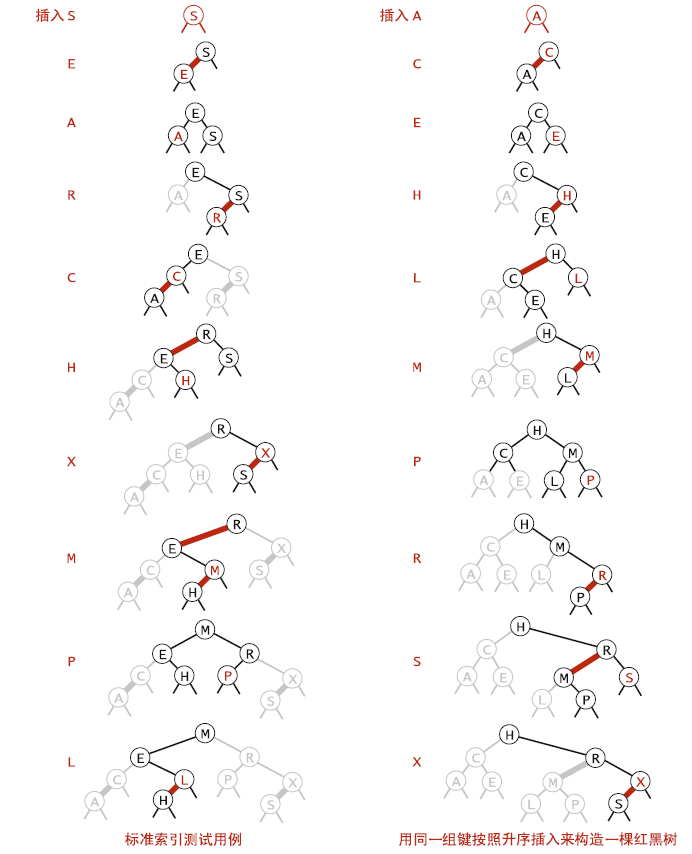 插入 S
S
E
S
E
A
E
A S
R
E
A S
R
C
E
C S
A R
H
R
E S
C H
A
X
R
E X
C H S
A
M
R
E X
C M S
A H
P
M
E R
C H P X
A S
L
M
E R
C L P X
A H S
标准索引测试用例
插入 A
A
C
C
A
E
C
A E
H
C
A H
E
L
H
C L
A E
M
H
C M
A E L
P
H
C M
A E L P
R
H
C M
A E L R
P
S
H
C R
A E M S
L P
X
H
C R
A E M X
L P S
用同一组键按照升序插入来构造一棵红黑树